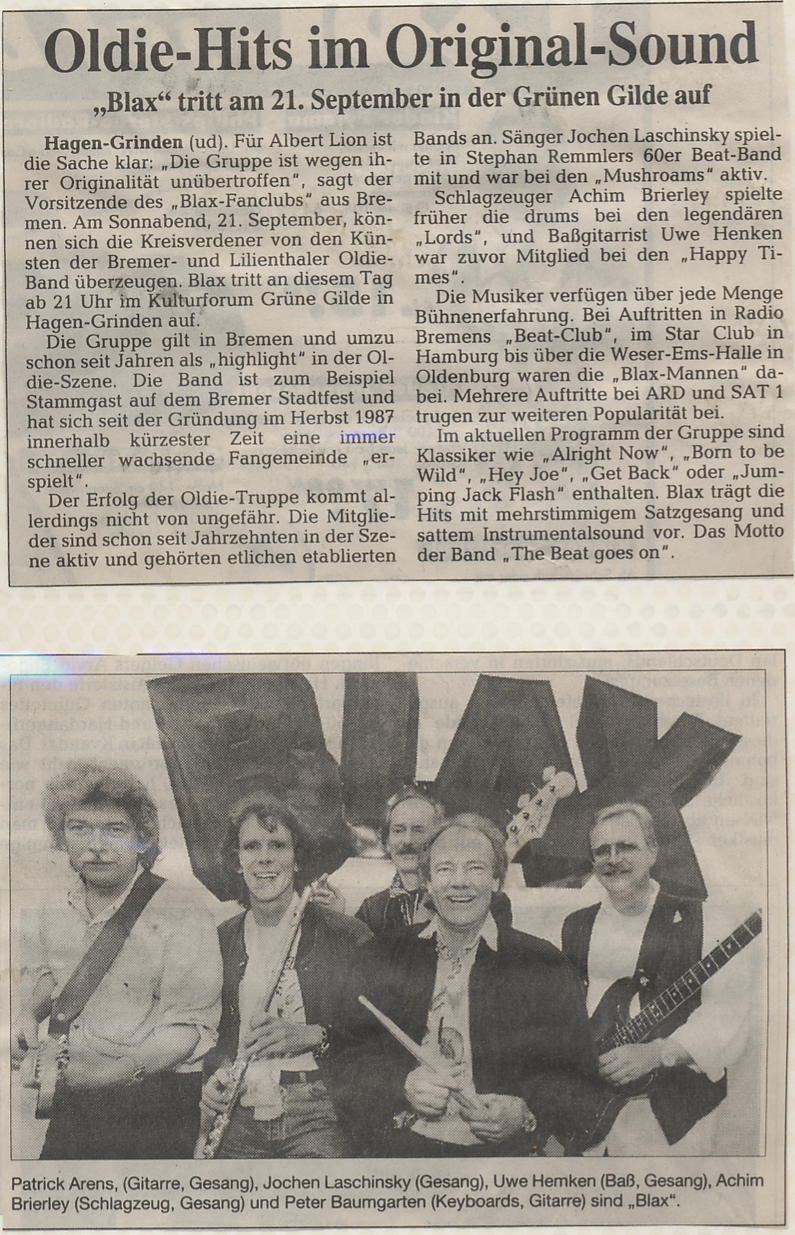 Oldie-Hits im Original-Sound
„Blax“ tritt am 21. September in der Grünen Gilde auf
Hagen-Grinden (ud). Für Albert Lion ist
die Sache klar: „Die Gruppe ist wegen ih-
rer Originalität unübertroffen“, sagt der
Vorsitzende des „Blax-Fanclubs“ aus Bre-
men. Am Sonnabend, 21. September, kön-
nen sich die Kreisverdener von den Kün-
sten der Bremer- und Lilienthaler Oldie-
Band überzeugen. Blax tritt an diesem Tag
ab 21 Uhr im Kulturforum Grüne Gilde in
Hagen-Grinden auf.
Die Gruppe gilt in Bremen und umzu
schon seit Jahren als „highlight“ in der Ol-
die-Szene. Die Band ist zum Beispiel
Stammgast auf dem Bremer Stadtfest und
hat sich seit der Gründung im Herbst 1987
innerhalb kürzester Zeit eine immer
schneller wachsende Fangemeinde „er-
spielt“.
Der Erfolg der Oldie-Truppe kommt al-
lerdings nicht von ungefähr. Die Mitglie-
der sind schon seit Jahrzehnten in der Sze-
ne aktiv und gehörten etlichen etablierten
Bands an. Sänger Jochen Laschinsky spiel-
te in Stephan Remmlers 60er Beat-Band
mit und war bei den „Mushroams“ aktiv.
Schlagzeuger Achim Brierley spielte
früher die drums bei den legendären
„Lords“, und Baßgitarrist Uwe Henken
war zuvor Mitglied bei den „Happy Ti-
mes“.
Die Musiker verfügen über jede Menge
Bühnenerfahrung. Bei Auftritten in Radio
Bremens „Beat-Club“, im Star Club in
Hamburg bis über die Weser-Ems-Halle in
Oldenburg waren die „Blax-Mannen“ da-
bei. Mehrere Auftritte bei ARD und SAT 1
trugen zur weiteren Popularität bei.
Im aktuellen Programm der Gruppe sind
Klassiker wie „Alright Now“, „Born to be
Wild“, „Hey Joe“, „Get Back“ oder „Jum-
ping Jack Flash“ enthalten. Blax trägt die
Hits mit mehrstimmigem Satzgesang und
sattem Instrumentalsound vor. Das Motto
der Band „The Beat goes on“.
BLAX
Patrick Arens, (Gitarre, Gesang), Jochen Laschinsky (Gesang), Uwe Hemken (Baß, Gesang), Achim
Brierley (Schlagzeug, Gesang) und Peter Baumgarten (Keyboards, Gitarre) sind „Blax“.